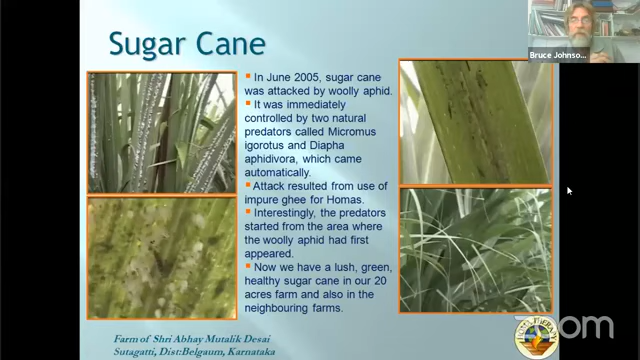 Sugar Cane
In June 2005, sugar cane
was attacked by woolly aphid.
It was immediately
controlled by two natural
predators called Micromus
igorotus and Diapha
aphidivora, which came
automatically.
Attack resulted from use of
impure ghee for Homas.
Interestingly, the predators
started from the area where
the woolly aphid had first
appeared.
Now we have a lush, green,
healthy sugar cane in our 20
acres farm and also in the
neighbouring farms.
Farm of Shri Abhay Mutalik Desai
Sutagatti, Dist:Belgaum, Karnataka
Bruce Johnso...
zoom